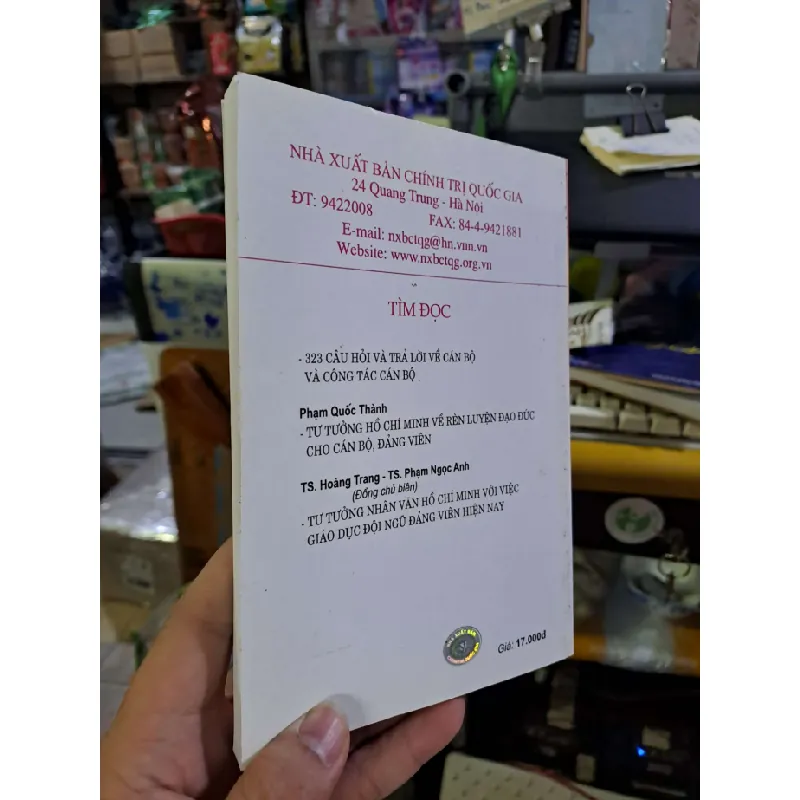 NHÀ XUẤT BẢN CHÍNH TRỊ QUỐC GIA
24 Quang Trung - Hà Nội
ĐT: 9422008 FAX: 84-4-9421881
E-mail: nxbctqg@hn.vnn.vn
Website: www.nxbctqg.org.vn
TÌM ĐỌC
- 323 CÂU HỎI VÀ TRẢ LỜI VỀ CÁN BỘ
VÀ CÔNG TÁC CÁN BỘ
Phạm Quốc Thành
- TƯ TƯỞNG HỒ CHÍ MINH VỀ RÈN LUYỆN ĐẠO ĐỨC
CHO CÁN BỘ, ĐẢNG VIÊN
TS. Hoàng Trang - TS. Phạm Ngọc Anh
(Đồng chủ biên)
- TƯ TƯỞNG NHÂN VĂN HỒ CHÍ MINH VỚI VIỆC
GIÁO DỤC ĐỘI NGŨ ĐẢNG VIÊN HIỆN NAY
Giá: 17.000đ